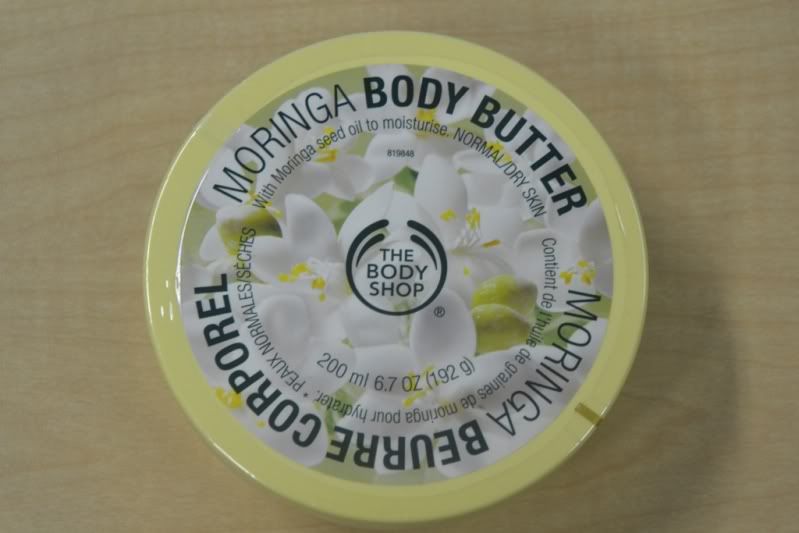 MORINGA BODY BUTTER
With Moringa seed oil to moisturise. NORMAL/DRY SKIN
819848
THE
BODY
SHOP
®
200 ml 6.7 OZ (192 g)
Contient de l'huile de graines de moringa pour hydrater. * PEAUX NORMALES/SÈCHES
MORINGA BEURRE CORPOREL